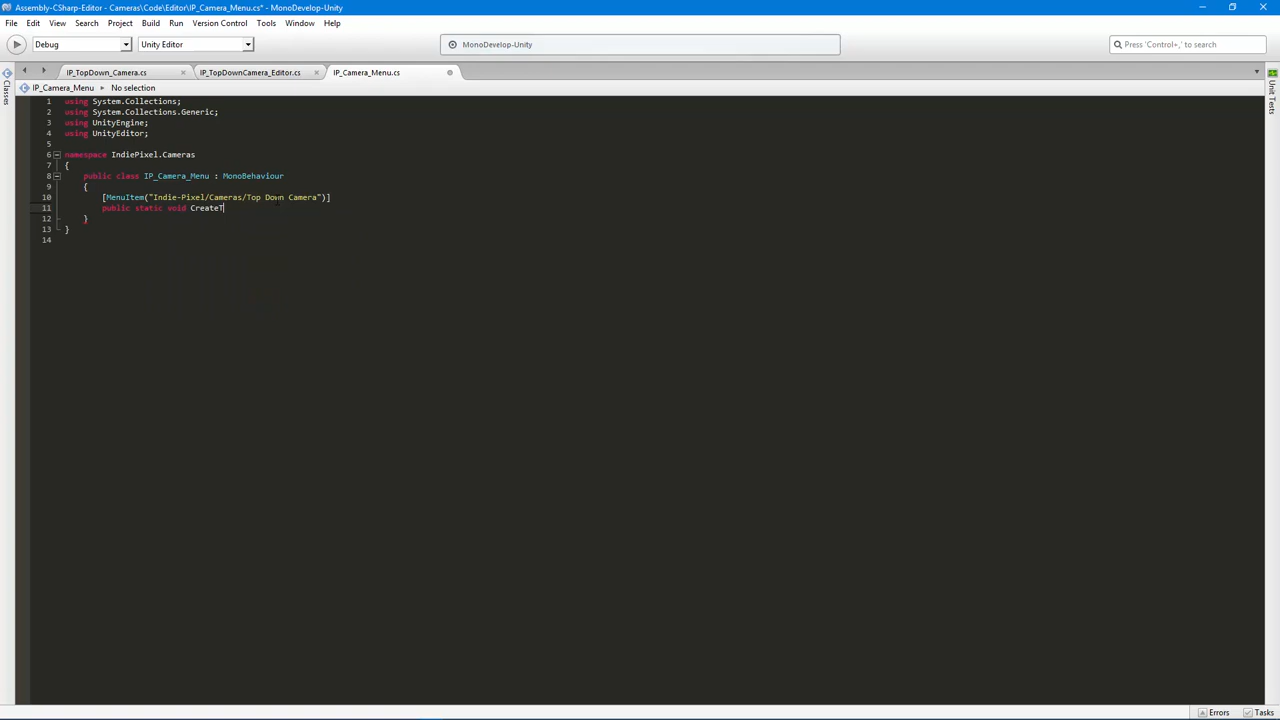 Assembly-CSharp-Editor - Cameras\Code\Editor\IP_Camera_Menu.cs* - MonoDevelop-Unity
File Edit View Search Project Build Run Version Control Tools Window Help
Debug Unity Editor MonoDevelop-Unity Press 'Control+,' to search
IP_TopDown_Camera.cs IP_TopDownCamera_Editor.cs IP_Camera_Menu.cs
IP_Camera_Menu No selection
Classes
Unit Tests
1 using System.Collections;
2 using System.Collections.Generic;
3 using UnityEngine;
4 using UnityEditor;
5
6 namespace IndiePixel.Cameras
7 {
8 public class IP_Camera_Menu : MonoBehaviour
9 {
10 [MenuItem("Indie-Pixel/Cameras/Top Down Camera")]
11 public static void CreateT
12 }
13 }
14
Errors Tasks